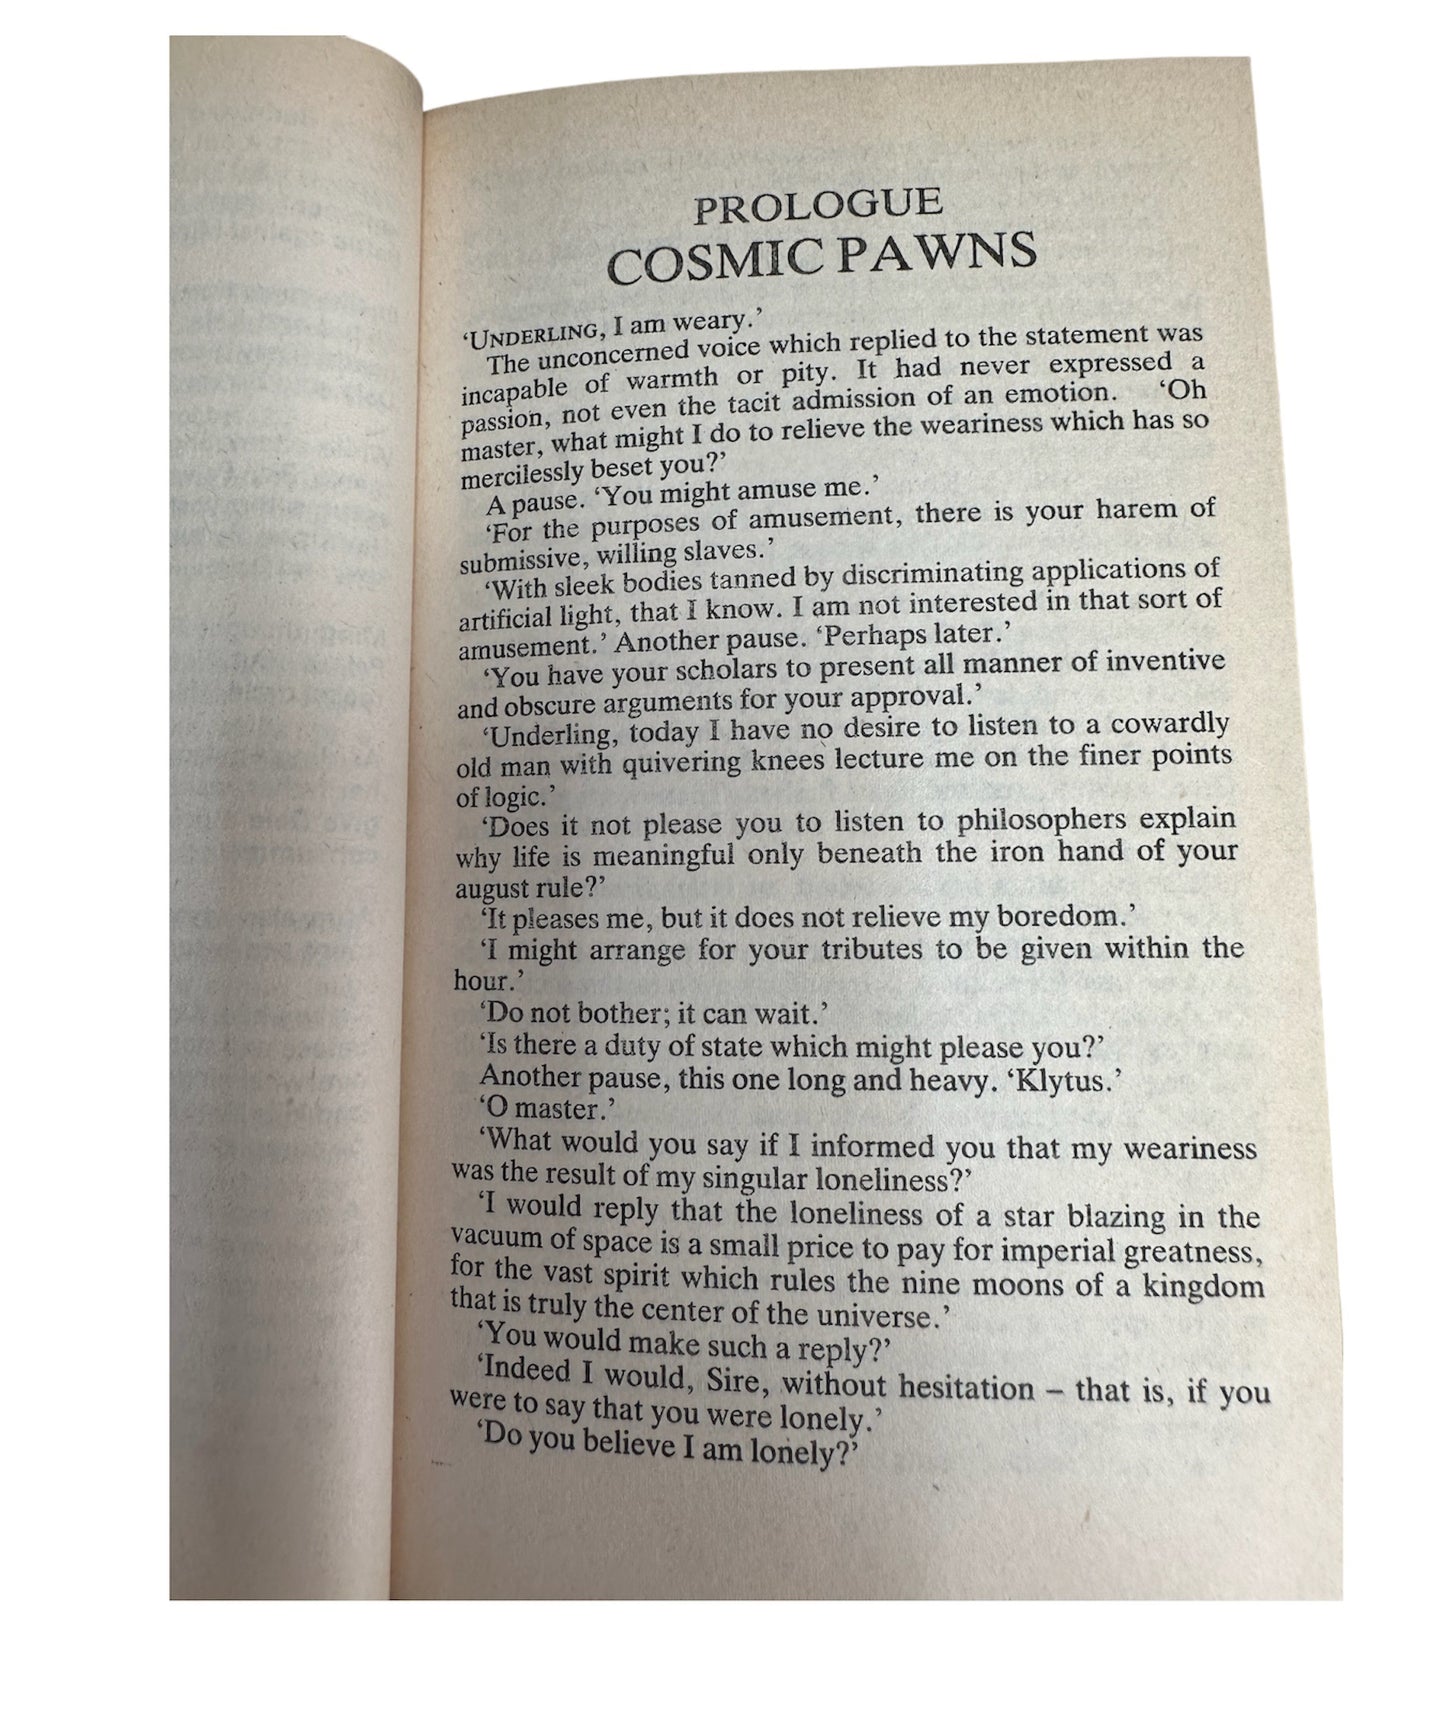 PROLOGUE
COSMIC PAWNS
‘UNDERLING, I am weary.’
The unconcerned voice which replied to the statement was
incapable of warmth or pity. It had never expressed a
passion, not even the tacit admission of an emotion. ‘Oh
master, what might I do to relieve the weariness which has so
mercilessly beset you?’
A pause. ‘You might amuse me.’
‘For the purposes of amusement, there is your harem of
submissive, willing slaves.’
‘With sleek bodies tanned by discriminating applications of
artificial light, that I know. I am not interested in that sort of
amusement.’ Another pause. ‘Perhaps later.’
‘You have your scholars to present all manner of inventive
and obscure arguments for your approval.’
‘Underling, today I have no desire to listen to a cowardly
old man with quivering knees lecture me on the finer points
of logic.’
‘Does it not please you to listen to philosophers explain
why life is meaningful only beneath the iron hand of your
august rule?’
‘It pleases me, but it does not relieve my boredom.’
‘I might arrange for your tributes to be given within the
hour.’
‘Do not bother; it can wait.’
‘Is there a duty of state which might please you?’
Another pause, this one long and heavy. ‘Klytus.’
‘O master.’
‘What would you say if I informed you that my weariness
was the result of my singular loneliness?’
‘I would reply that the loneliness of a star blazing in the
vacuum of space is a small price to pay for imperial greatness,
for the vast spirit which rules the nine moons of a kingdom
that is truly the center of the universe.’
‘You would make such a reply?’
‘Indeed I would, Sire, without hesitation – that is, if you
were to say that you were lonely.’
‘Do you believe I am lonely?’